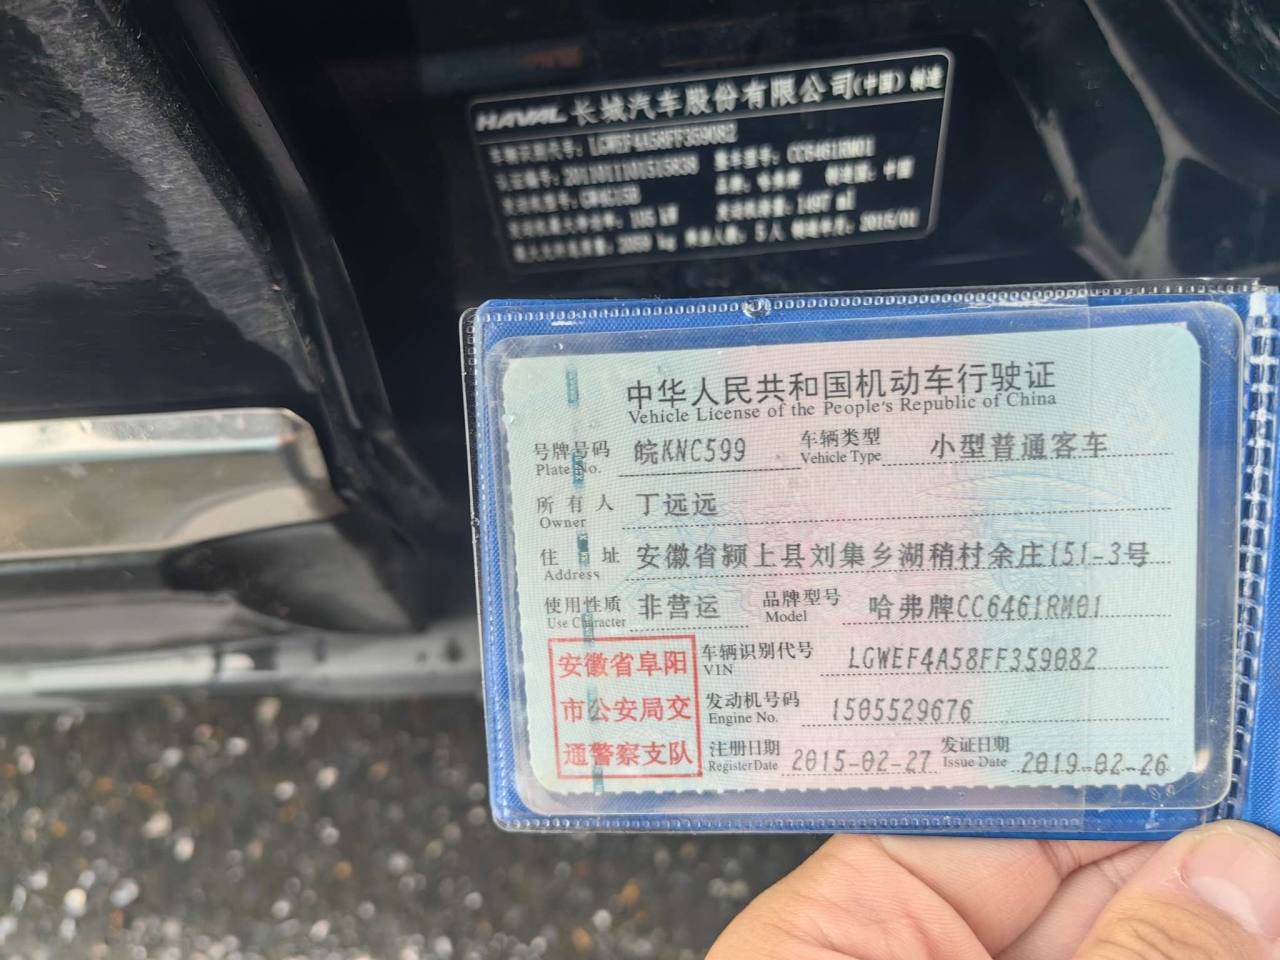 HAVAL 长城汽车股份有限公司(中国) 制造
车辆识别代号: LGWEF4A58FF359082
整车型号: CC6461RM01
品牌: 哈弗牌 制造国: 中国
发动机型号: GW4G15B
发动机排量: 1497 ml
乘坐人数: 5人 制造年月: 2015/01
中华人民共和国机动车行驶证
Vehicle License of the People's Republic of China
号牌号码 皖KNC599 车辆类型 小型普通客车
Plate No. Vehicle Type
所有人 丁远远
Owner
住址 安徽省颍上县刘集乡湖稍村余庄151-3号
Address
使用性质 非营运 品牌型号 哈弗牌CC6461RM01
Use Character Model
安徽省阜阳
市公安局交
通警察支队
车辆识别代号 LGWEF4A58FF359082
VIN
发动机号码 1505529676
Engine No.
注册日期 2015-02-27 发证日期 2019-02-26
Register Date Issue Date